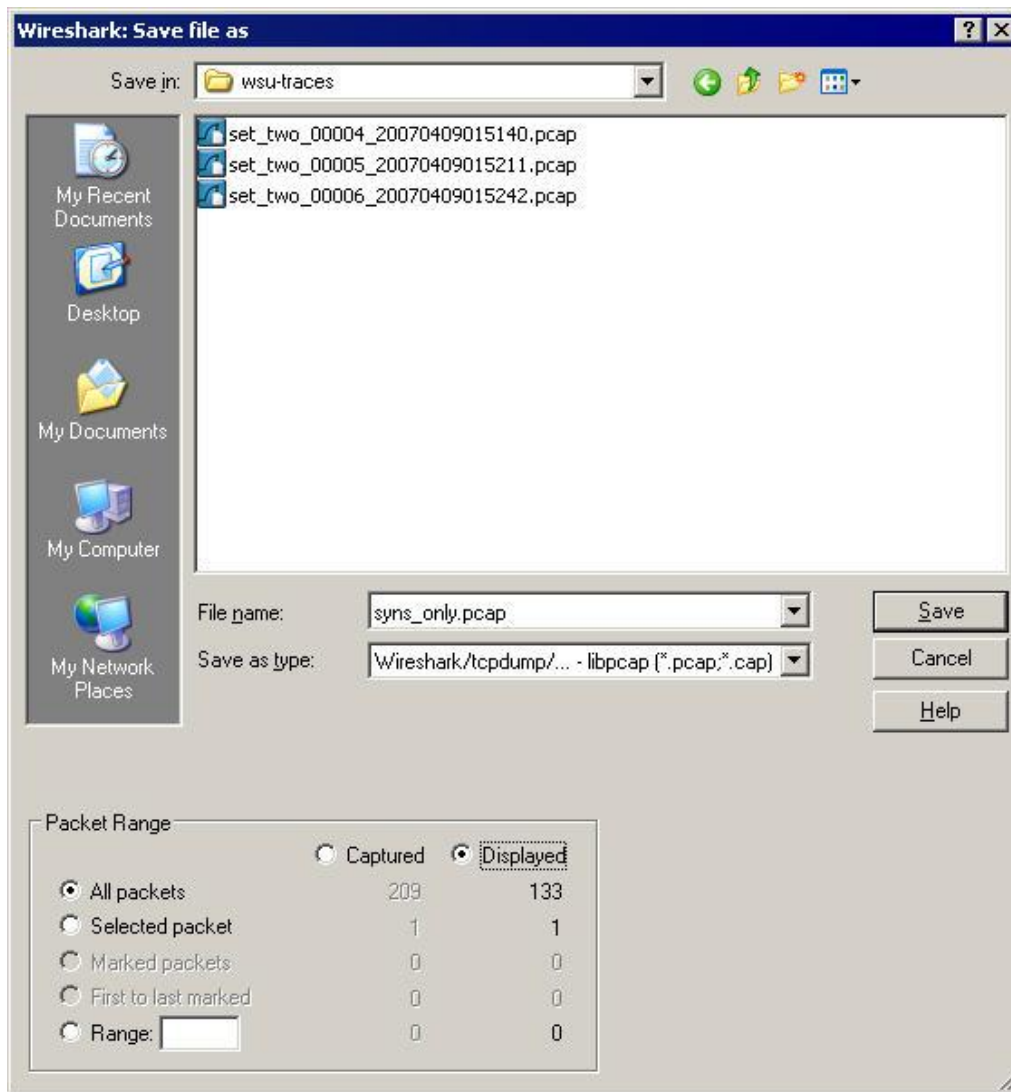 Wireshark: Save file as
Save in: wsu-traces
set_two_00004_20070409015140.pcap
set_two_00005_20070409015211.pcap
set_two_00006_20070409015242.pcap
My Recent
Documents
Desktop
My Documents
My Computer
My Network
Places
File name: syns_only.pcap Save
Save as type: Wireshark/tcpdump/... - libpcap (*.pcap;*.cap) Cancel
Help
Packet Range
Captured Displayed
All packets 209 133
Selected packet 1 1
Marked packets 0 0
First to last marked 0 0
Range: 0 0